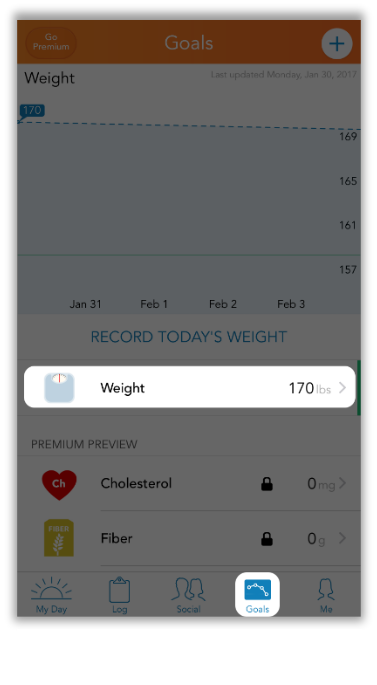 Go
Premium
Goals
Weight
Last updated Monday, Jan 30, 2017
170
169
165
161
157
Jan 31 Feb 1 Feb 2 Feb 3
RECORD TODAY'S WEIGHT
Weight 170 lbs
PREMIUM PREVIEW
Ch Cholesterol 0 mg
FIBER Fiber 0 g
My Day Log Social Goals Me